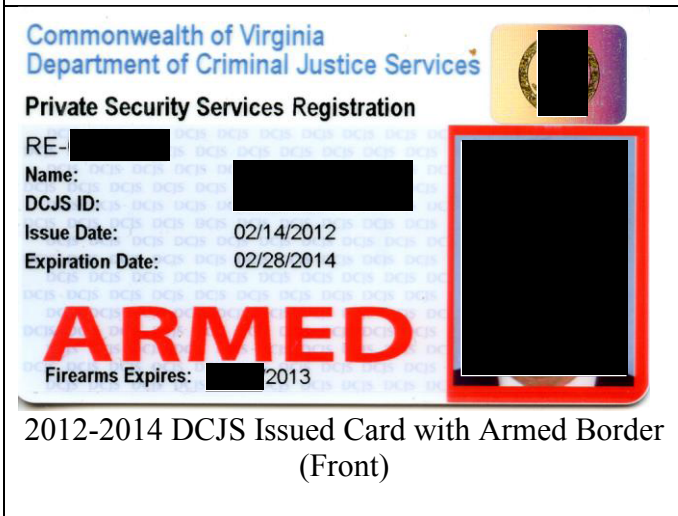 Commonwealth of Virginia
Department of Criminal Justice Services
Private Security Services Registration
RE-
Name:
DCJS ID:
Issue Date: 02/14/2012
Expiration Date: 02/28/2014
ARMED
Firearms Expires: /2013
2012-2014 DCJS Issued Card with Armed Border
(Front)